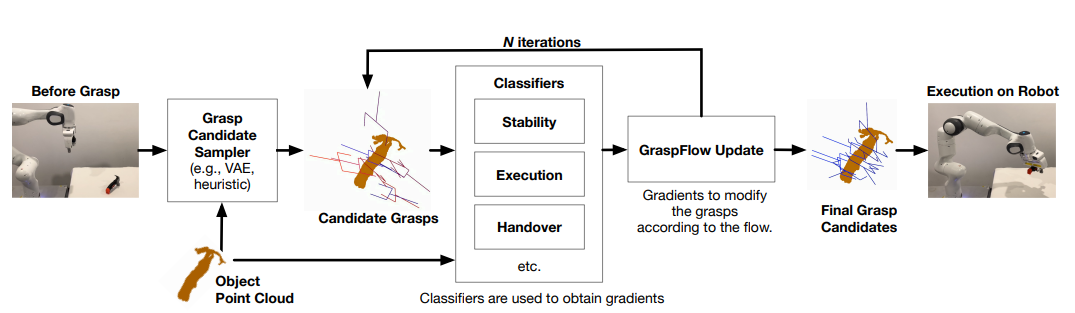 N iterations
Before Grasp
Grasp
Candidate
Sampler
(e.g., VAE,
heuristic)
Candidate Grasps
Object
Point Cloud
Classifiers
Stability
Execution
Handover
etc.
Classifiers are used to obtain gradients
GraspFlow Update
Gradients to modify
the grasps
according to the flow.
Final Grasp
Candidates
Execution on Robot